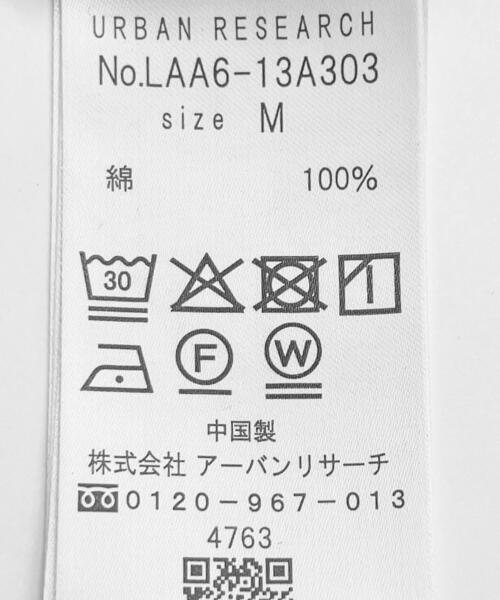 URBAN RESEARCH
No.LAA6-13A303
size M
綿 100%
30
F W
中国製
株式会社 アーバンリサーチ
0120-967-013
4763